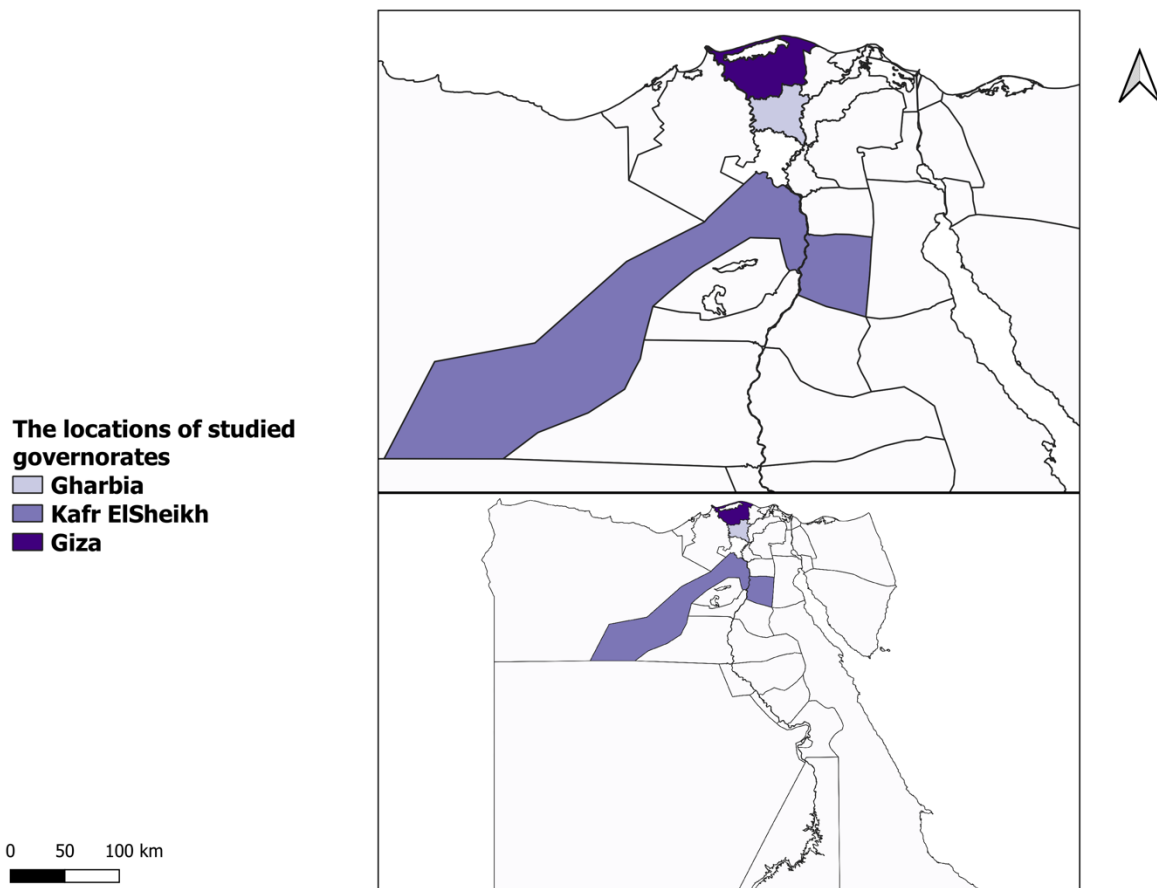 The locations of studied
governorates
Gharbia
Kafr ElSheikh
Giza
0 50 100 km